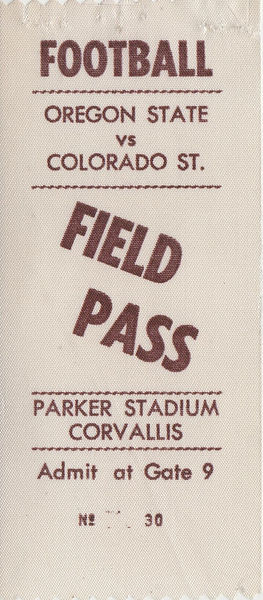 FOOTBALL
OREGON STATE
vs
COLORADO ST.
FIELD
PASS
PARKER STADIUM
CORVALLIS
Admit at Gate 9
№ 30